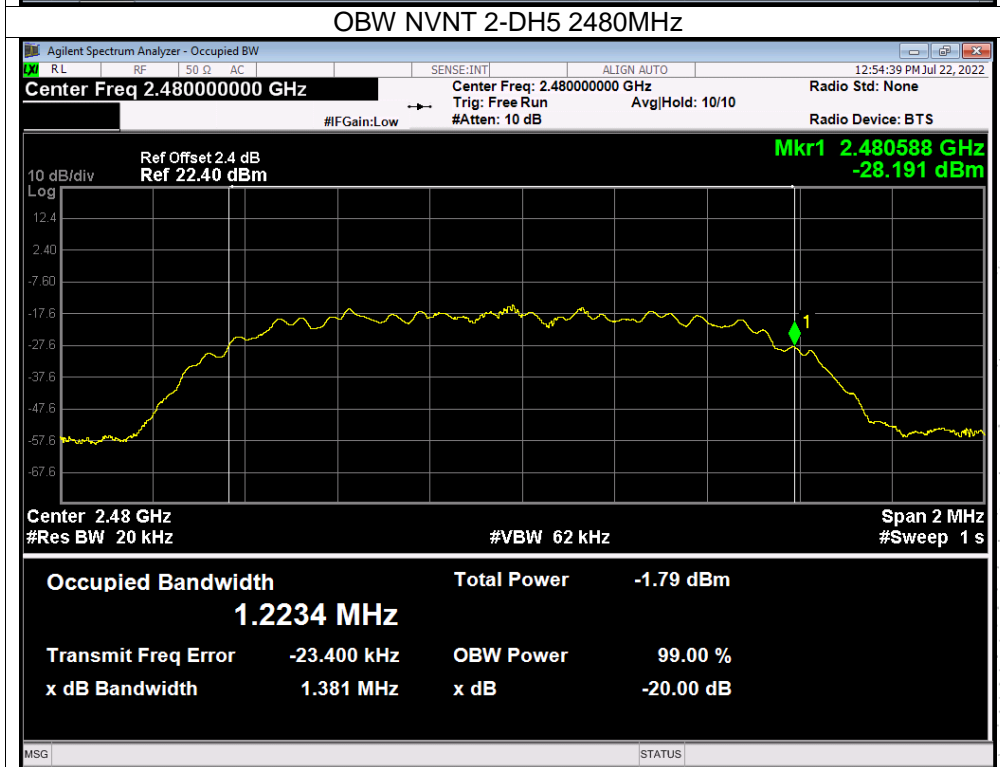 OBW NVNT 2-DH5 2480MHz
Agilent Spectrum Analyzer - Occupied BW
LXI RL RF 50 Ω AC SENSE:INT ALIGN AUTO 12:54:39 PM Jul 22, 2022
Center Freq 2.480000000 GHz Center Freq: 2.480000000 GHz Radio Std: None
Trig: Free Run Avg|Hold: 10/10
#IFGain:Low #Atten: 10 dB Radio Device: BTS
Mkr1 2.480588 GHz
-28.191 dBm
Ref Offset 2.4 dB
10 dB/div Ref 22.40 dBm
Log
12.4
2.40
-7.60
-17.6
1
-27.6
-37.6
-47.6
-57.6
-67.6
Center 2.48 GHz Span 2 MHz
#Res BW 20 kHz #VBW 62 kHz #Sweep 1 s
Occupied Bandwidth Total Power -1.79 dBm
1.2234 MHz
Transmit Freq Error -23.400 kHz OBW Power 99.00 %
x dB Bandwidth 1.381 MHz x dB -20.00 dB
MSG STATUS